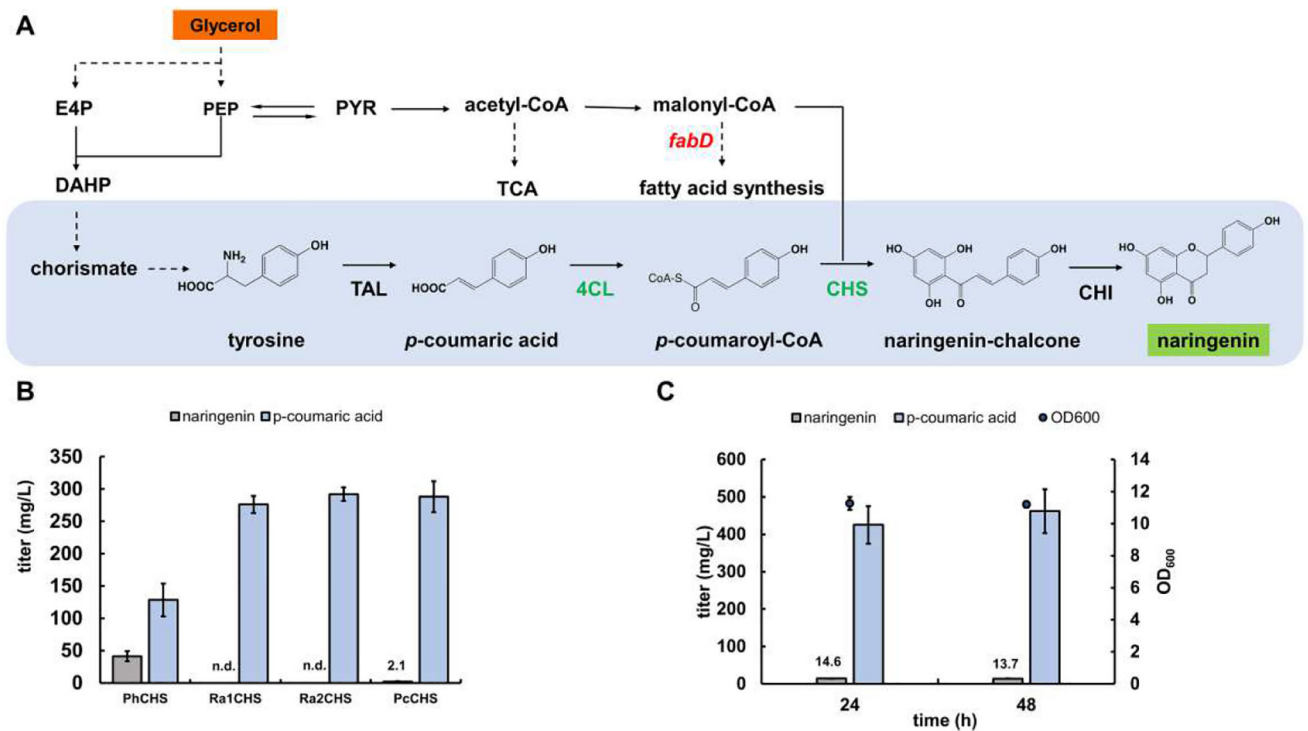 A
Glycerol
E4P PEP PYR acetyl-CoA malonyl-CoA
fabD
DAHP TCA fatty acid synthesis
chorismate
NH₂ OH HOOC
TAL
OH HOOC
4CL
OH CoA-S O
CHS
HO OH OH OH O
CHI
OH HO O OH O
tyrosine p-coumaric acid p-coumaroyl-CoA naringenin-chalcone naringenin
B
naringenin p-coumaric acid
titer (mg/L)
350
300
250
200
150
100
50
0
n.d. n.d. 2.1
PhCHS Ra1CHS Ra2CHS PcCHS
C
naringenin p-coumaric acid OD600
titer (mg/L)
600
500
400
300
200
100
0
14.6 13.7
24 48
time (h)
14
12
10
8
6
4
2
0
OD₆₀₀